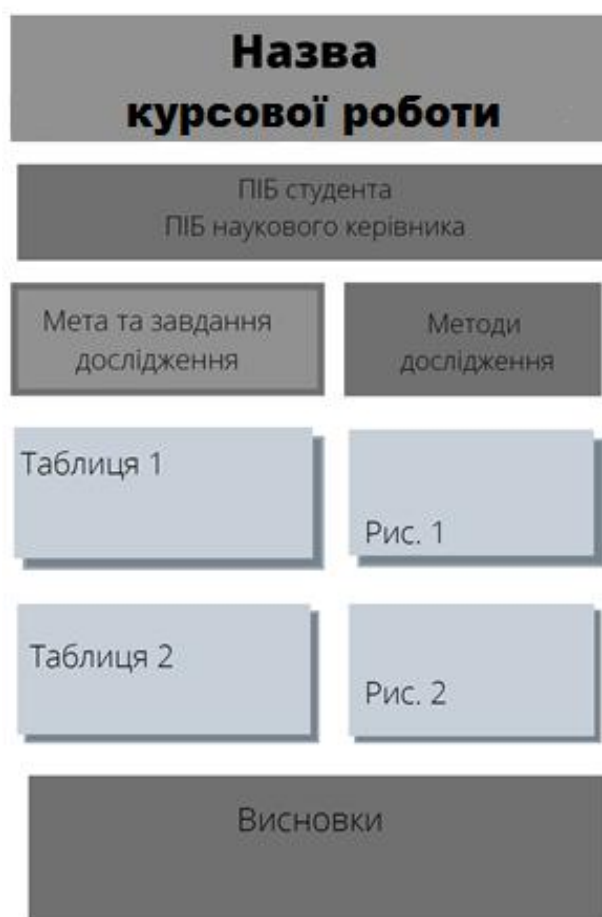 Назва
курсової роботи
ПІБ студента
ПІБ наукового керівника
Мета та завдання
дослідження
Методи
дослідження
Таблиця 1
Рис. 1
Таблиця 2
Рис. 2
Висновки